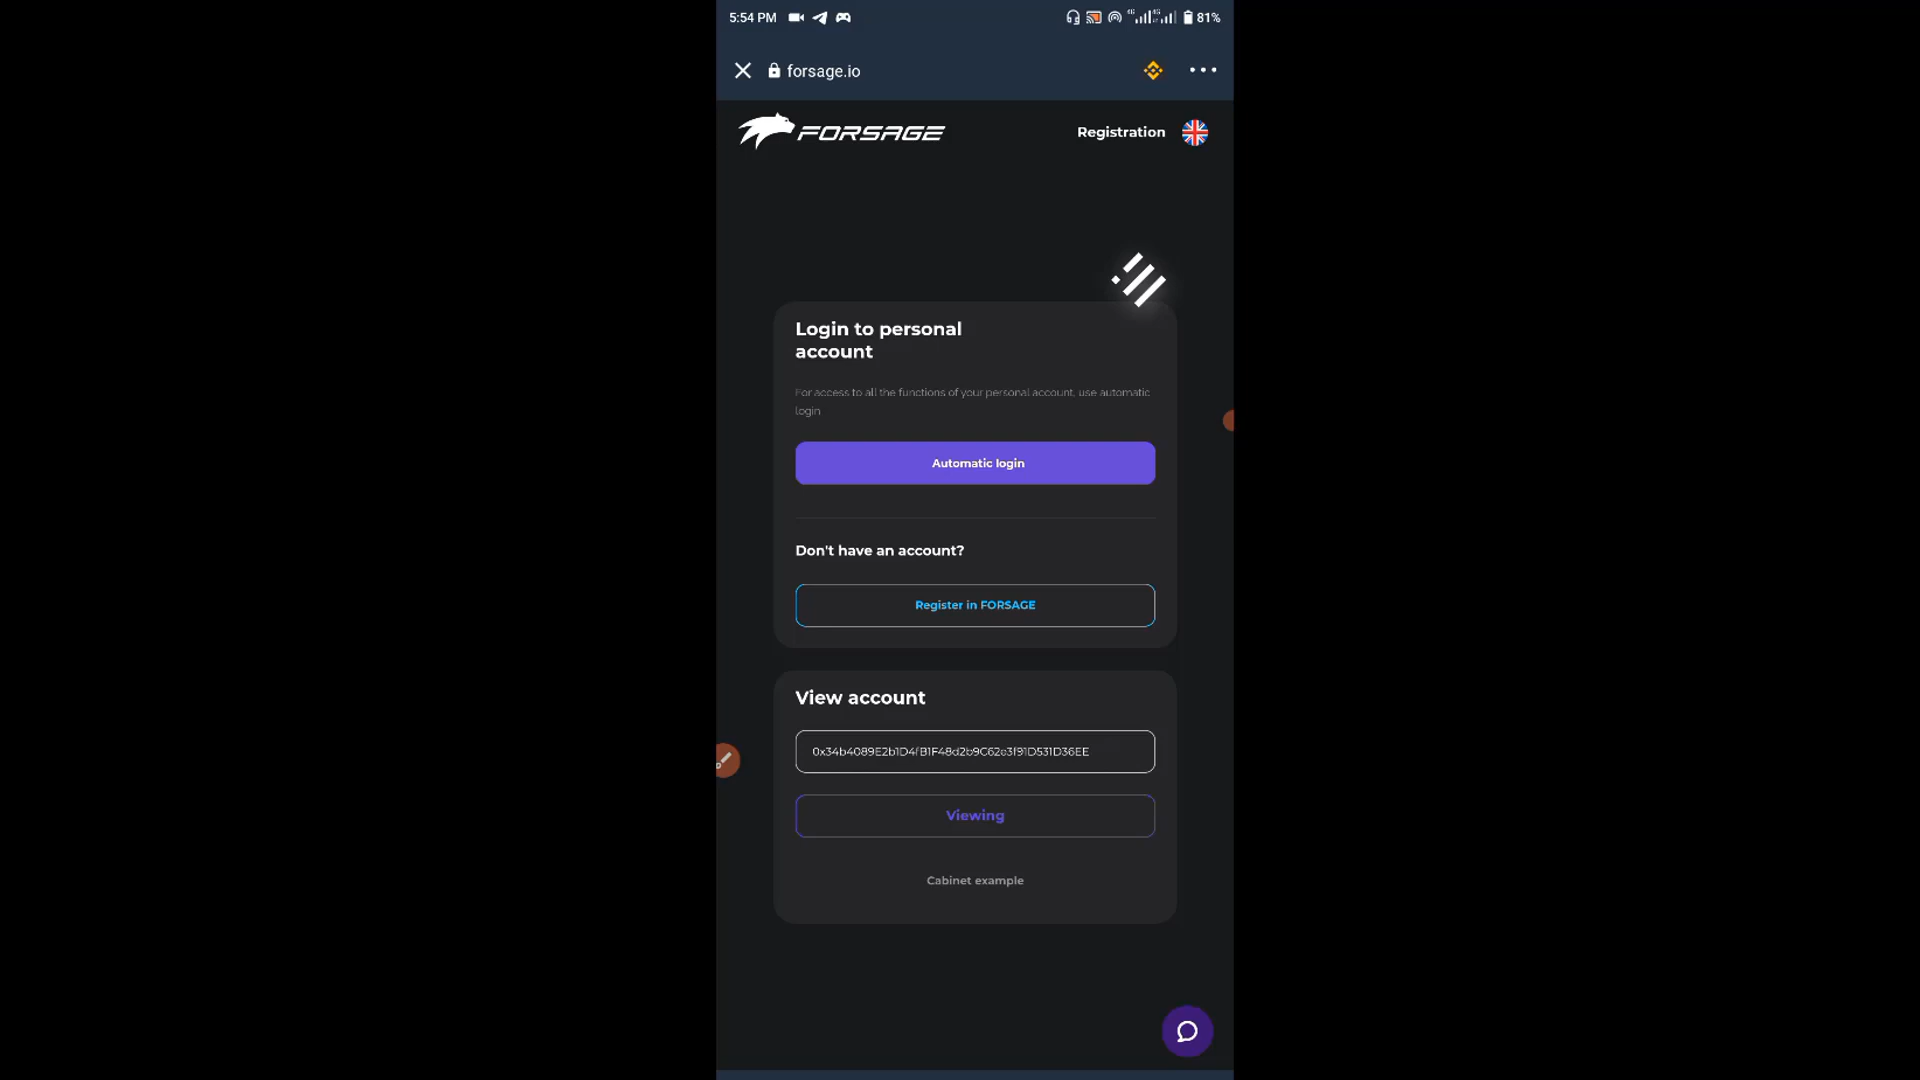 5:54 PM 4G 4G 81%
forsage.io
FORSAGE Registration
Login to personal
account
For access to all the functions of your personal account, use automatic
login
Automatic login
Don't have an account?
Register in FORSAGE
View account
0x34b4089E2b1D4fB1F48d2b9C62e3f91D531D36EE
Viewing
Cabinet example